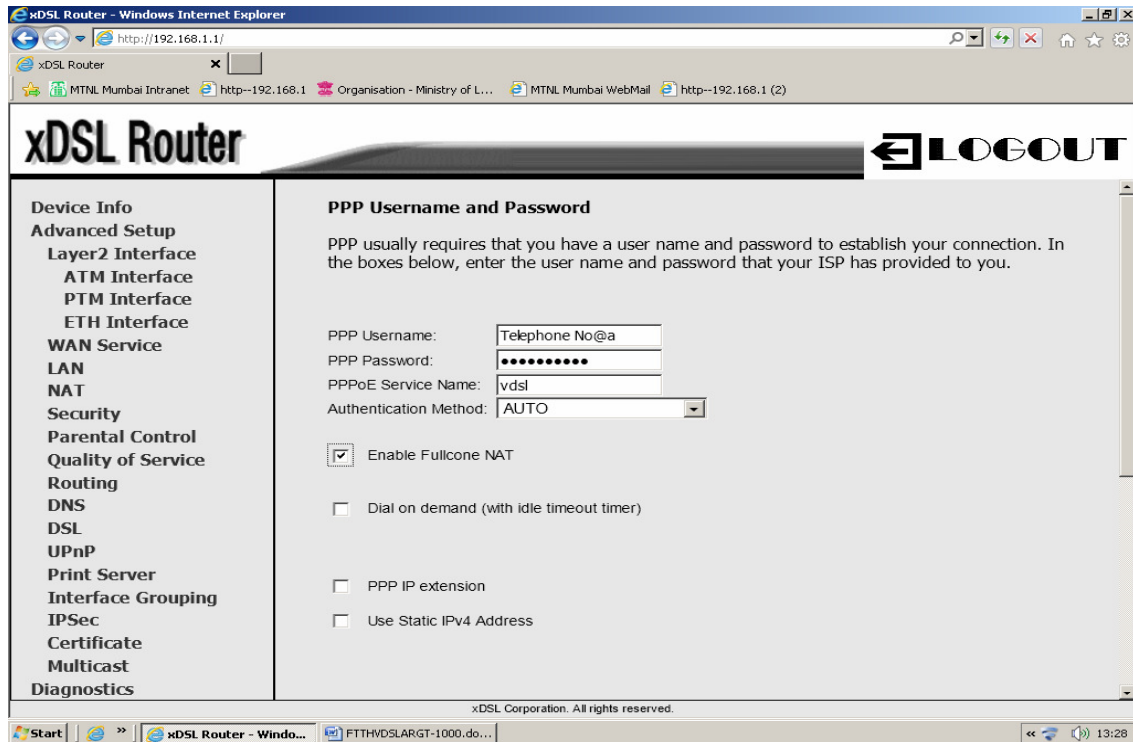 xDSL Router - Windows Internet Explorer
http://192.168.1.1/
xDSL Router
MTNL Mumbai Intranet http--192.168.1 Organisation - Ministry of L... MTNL Mumbai WebMail http--192.168.1 (2)
xDSL Router
LOGOUT
Device Info
Advanced Setup
Layer2 Interface
ATM Interface
PTM Interface
ETH Interface
WAN Service
LAN
NAT
Security
Parental Control
Quality of Service
Routing
DNS
DSL
UPnP
Print Server
Interface Grouping
IPSec
Certificate
Multicast
Diagnostics
PPP Username and Password
PPP usually requires that you have a user name and password to establish your connection. In
the boxes below, enter the user name and password that your ISP has provided to you.
PPP Username: Telephone No@a
PPP Password: ●●●●●●●●●●
PPPoE Service Name: vdsl
Authentication Method: AUTO
Enable Fullcone NAT
Dial on demand (with idle timeout timer)
PPP IP extension
Use Static IPv4 Address
xDSL Corporation. All rights reserved.
Start » xDSL Router - Windo... FTTHVDSLARGT-1000.do... « 13:28